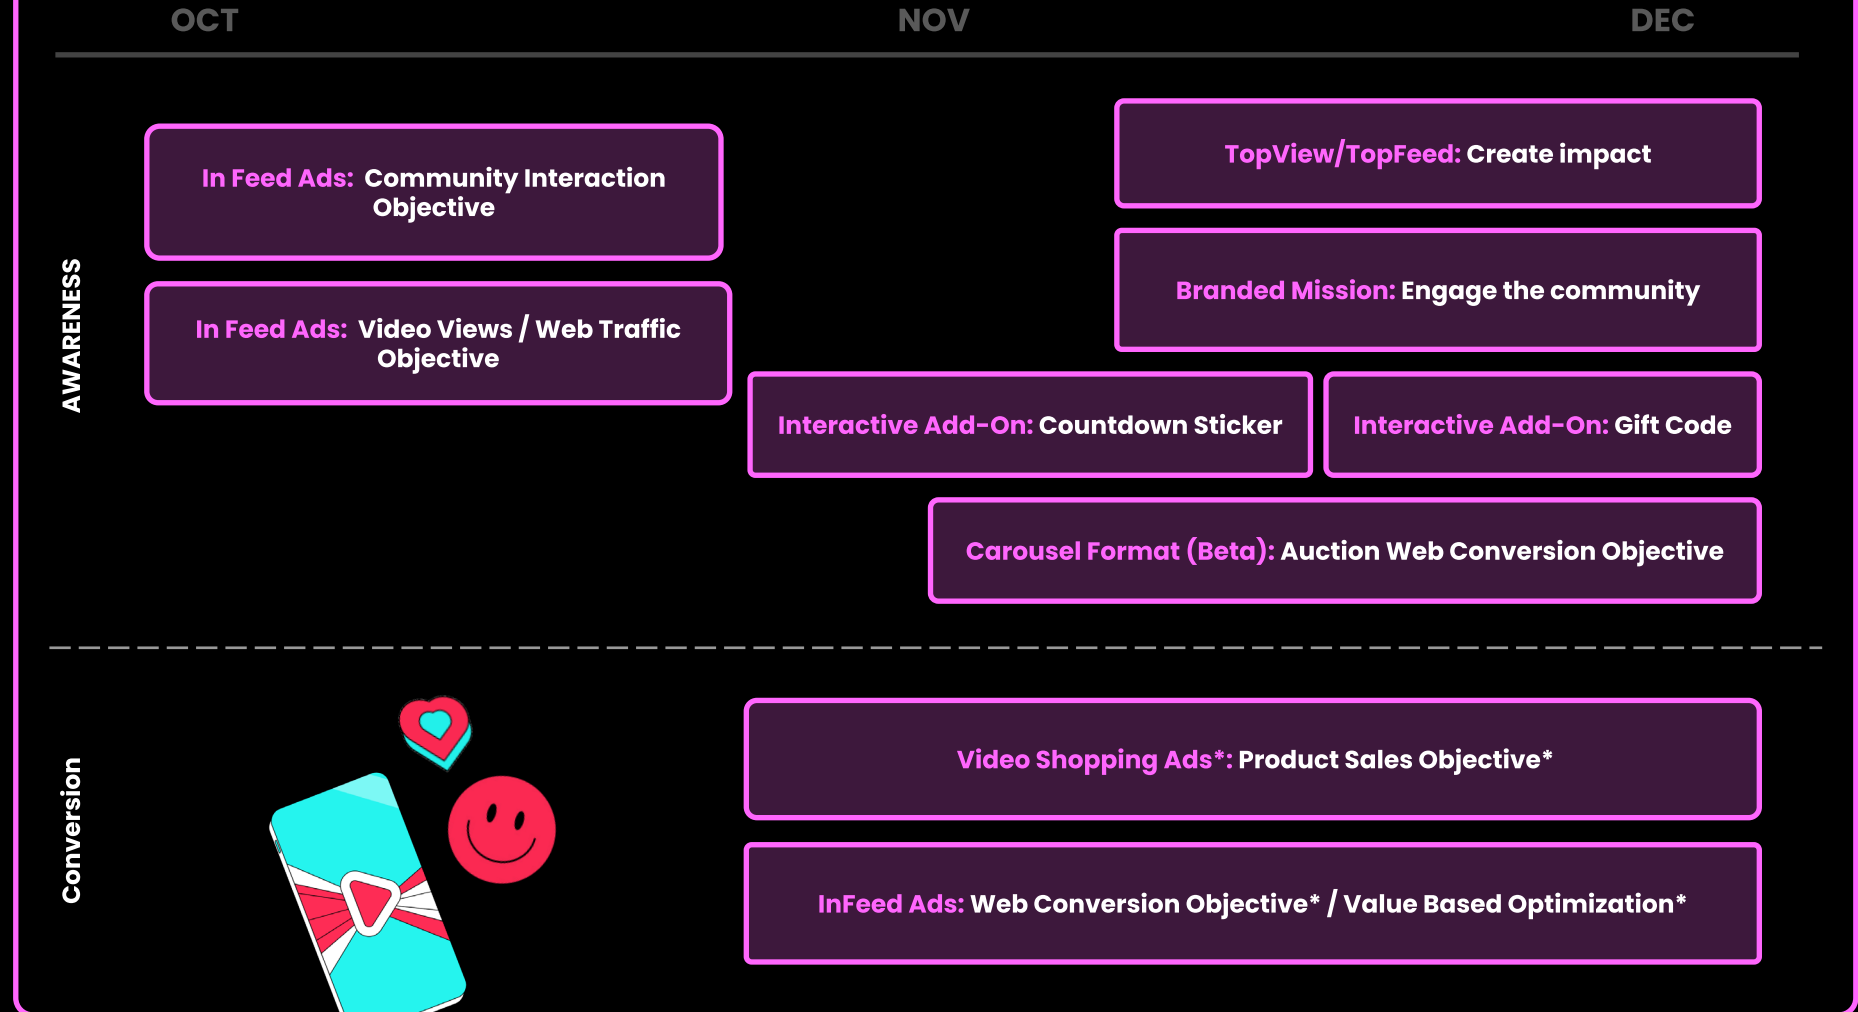 OCT
NOV
DEC
AWARENESS
In Feed Ads: Community Interaction
Objective
In Feed Ads: Video Views / Web Traffic
Objective
TopView/TopFeed: Create impact
Branded Mission: Engage the community
Interactive Add-On: Countdown Sticker
Interactive Add-On: Gift Code
Carousel Format (Beta): Auction Web Conversion Objective
Conversion
Video Shopping Ads*: Product Sales Objective*
InFeed Ads: Web Conversion Objective* / Value Based Optimization*